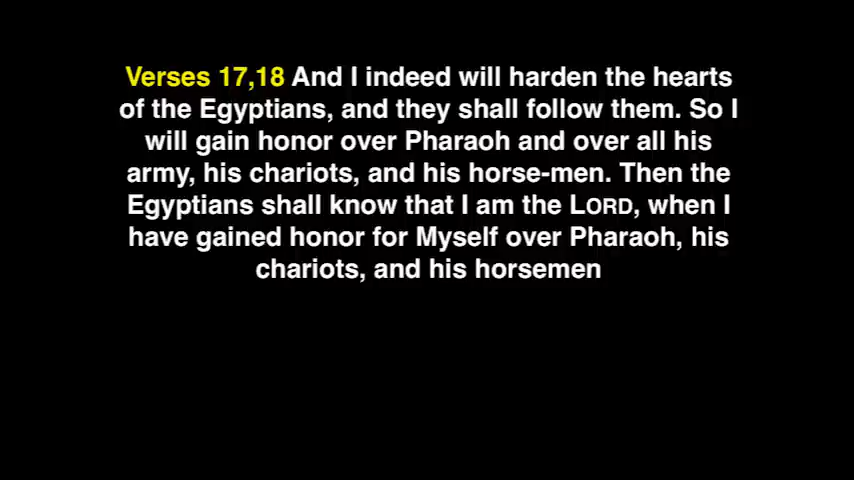 Verses 17,18 And I indeed will harden the hearts
of the Egyptians, and they shall follow them. So I
will gain honor over Pharaoh and over all his
army, his chariots, and his horse-men. Then the
Egyptians shall know that I am the LORD, when I
have gained honor for Myself over Pharaoh, his
chariots, and his horsemen